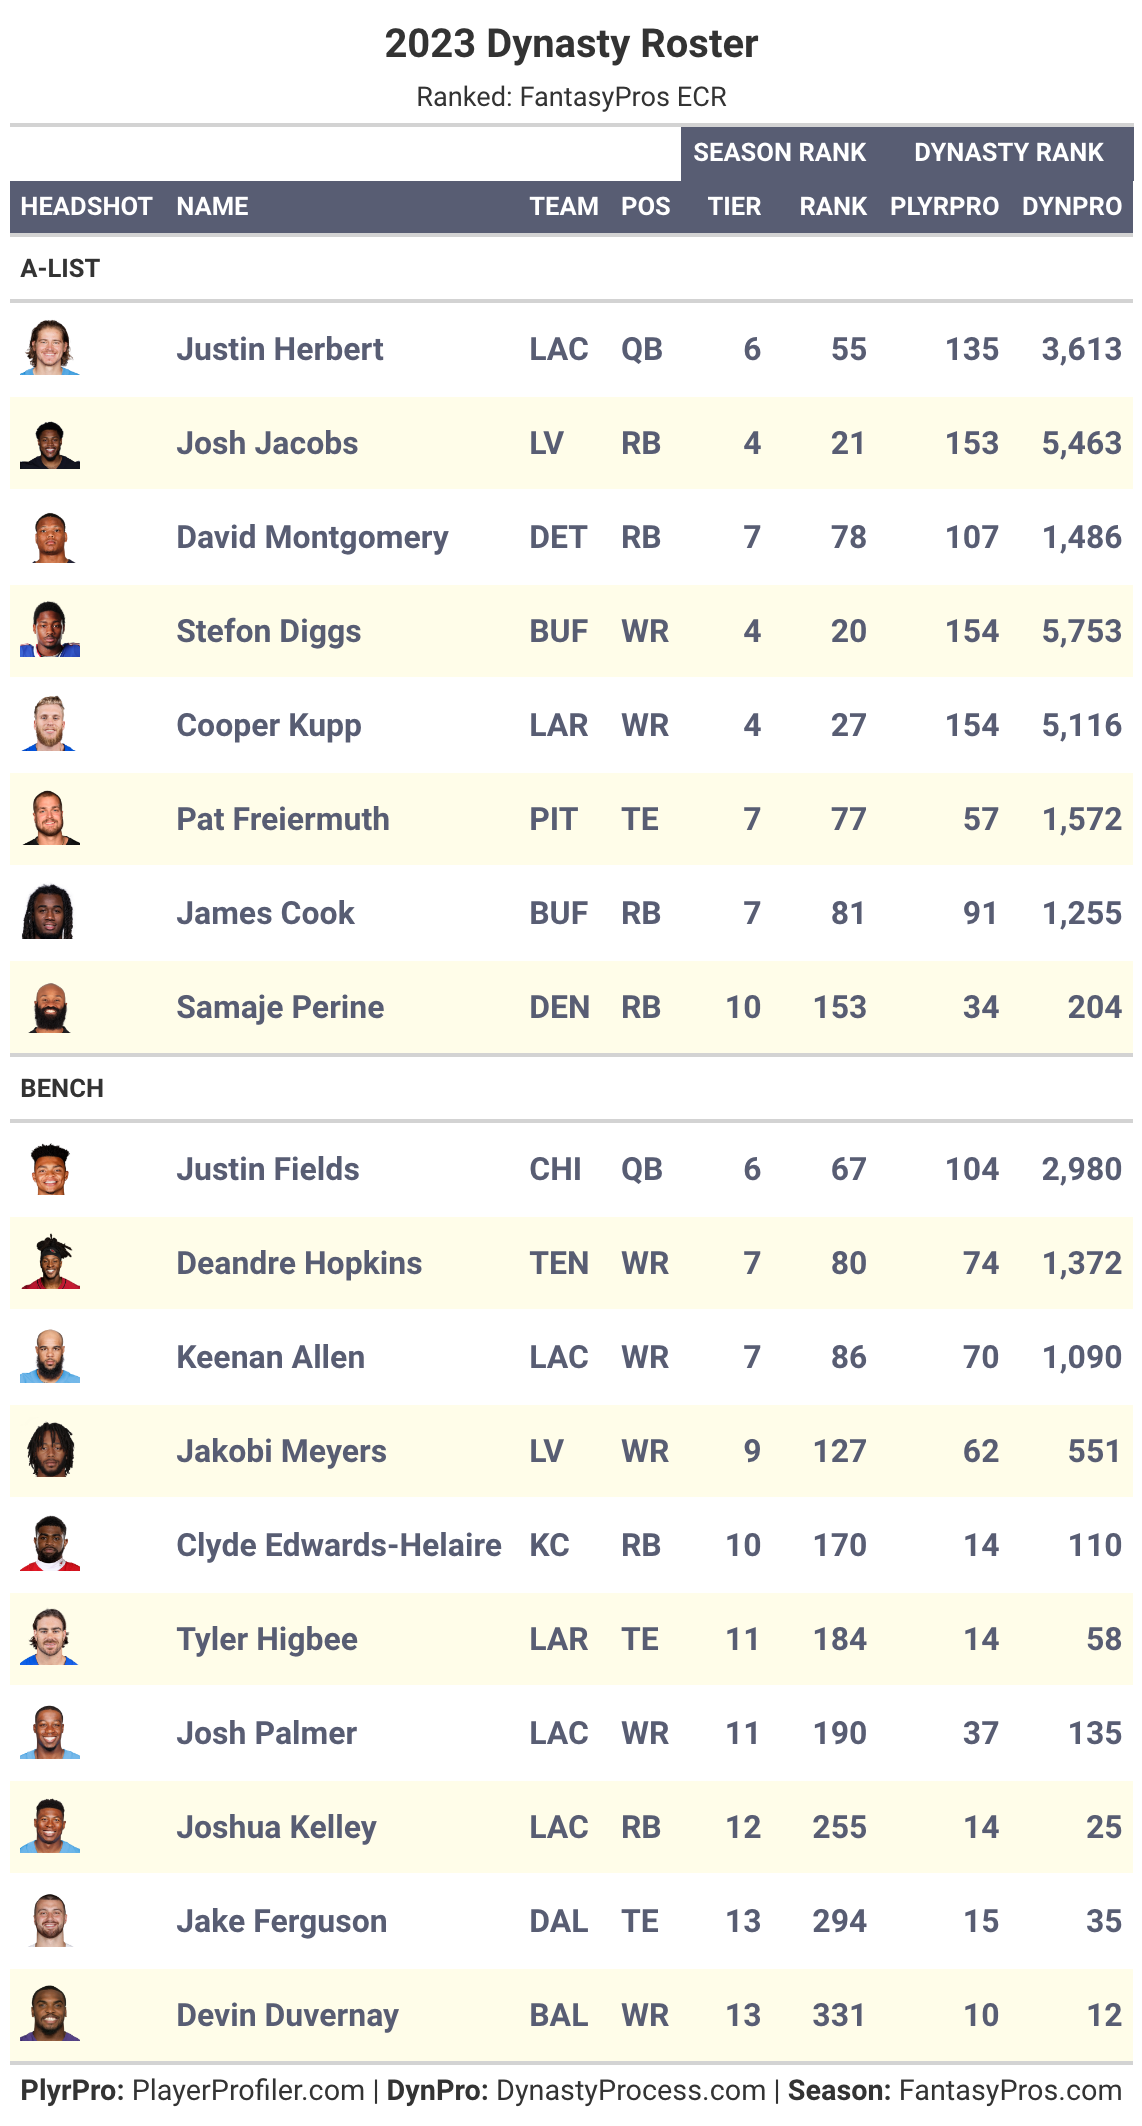 2023 Dynasty Roster
Ranked: FantasyPros ECR
SEASON RANK DYNASTY RANK
HEADSHOT NAME TEAM POS TIER RANK PLYRPRO DYNPRO
A-LIST
Justin Herbert LAC QB 6 55 135 3,613
Josh Jacobs LV RB 4 21 153 5,463
David Montgomery DET RB 7 78 107 1,486
Stefon Diggs BUF WR 4 20 154 5,753
Cooper Kupp LAR WR 4 27 154 5,116
Pat Freiermuth PIT TE 7 77 57 1,572
James Cook BUF RB 7 81 91 1,255
Samaje Perine DEN RB 10 153 34 204
BENCH
Justin Fields CHI QB 6 67 104 2,980
Deandre Hopkins TEN WR 7 80 74 1,372
Keenan Allen LAC WR 7 86 70 1,090
Jakobi Meyers LV WR 9 127 62 551
Clyde Edwards-Helaire KC RB 10 170 14 110
Tyler Higbee LAR TE 11 184 14 58
Josh Palmer LAC WR 11 190 37 135
Joshua Kelley LAC RB 12 255 14 25
Jake Ferguson DAL TE 13 294 15 35
Devin Duvernay BAL WR 13 331 10 12
PlyrPro: PlayerProfiler.com | DynPro: DynastyProcess.com | Season: FantasyPros.com